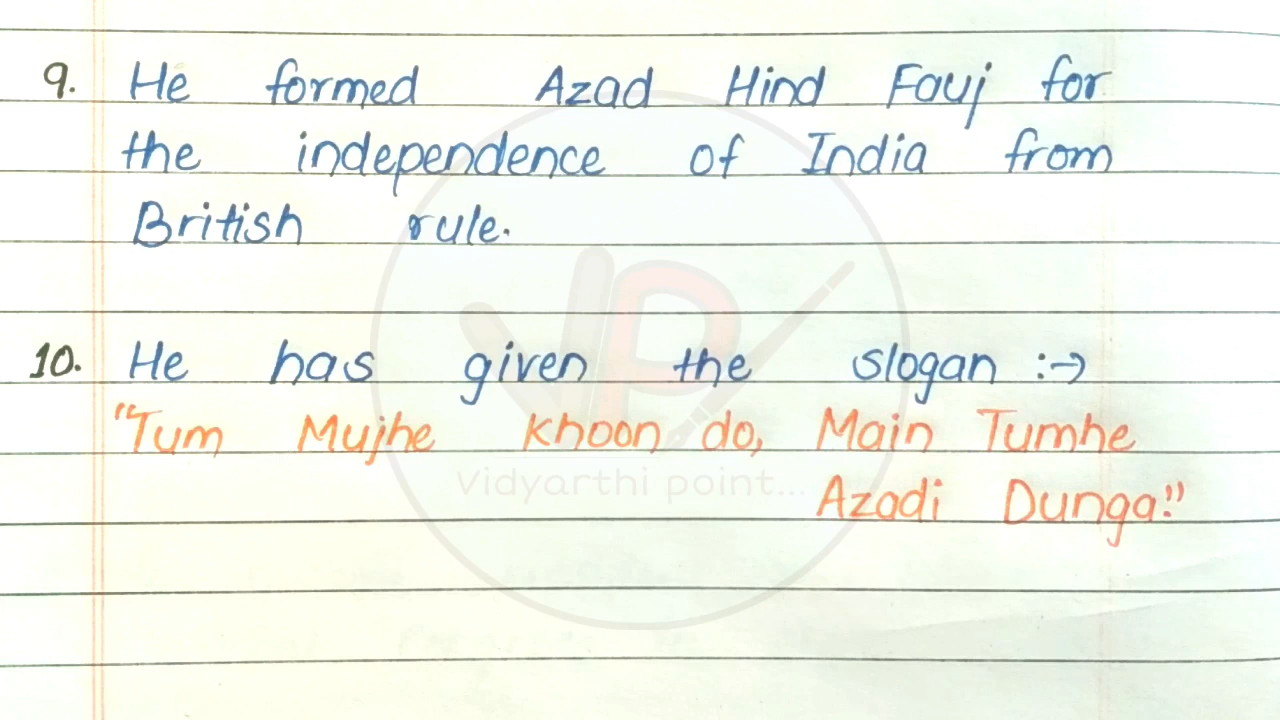 9. He formed Azad Hind Fauj for
the independence of India from
British rule.
10. He has given the slogan :→
"Tum Mujhe Khoon do, Main Tumhe
Azadi Dunga."
Vidyarthi point...